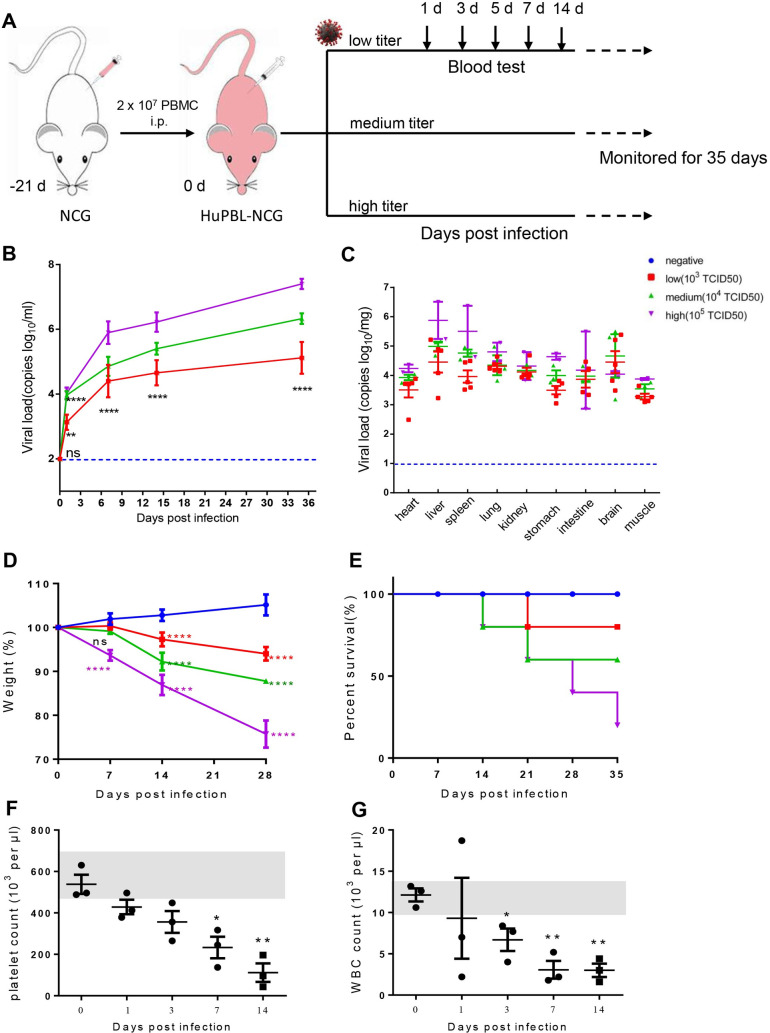 A
1 d 3 d 5 d 7 d 14 d
low titer
Blood test
2 x 10⁷ PBMC
i.p.
medium titer
Monitored for 35 days
-21 d
0 d
NCG
HuPBL-NCG
high titer
Days post infection
B
Viral load(copies log₁₀/ml)
8
6
4
2
****
**
ns
****
****
****
0 3 6 9 12 15 18 21 24 27 30 33 36
Days post infection
C
negative
low(10³ TCID50)
medium(10⁴ TCID50)
high(10⁵ TCID50)
Viral load (copies log₁₀/mg)
7
6
5
4
3
2
1
0
heart
liver
spleen
lung
kidney
stomach
intestine
brain
muscle
D
Weight (%)
110
100
90
80
70
ns
****
****
****
****
****
****
****
0 7 14 21 28
Days post infection
E
Percent survival(%)
100
50
0
0 7 14 21 28 35
Days post infection
F
platelet count (10³ per μl)
800
600
400
200
0
*
**
0 1 3 7 14
Days post infection
G
WBC count (10³ per μl)
20
15
10
5
0
*
**
**
0 1 3 7 14
Days post infection